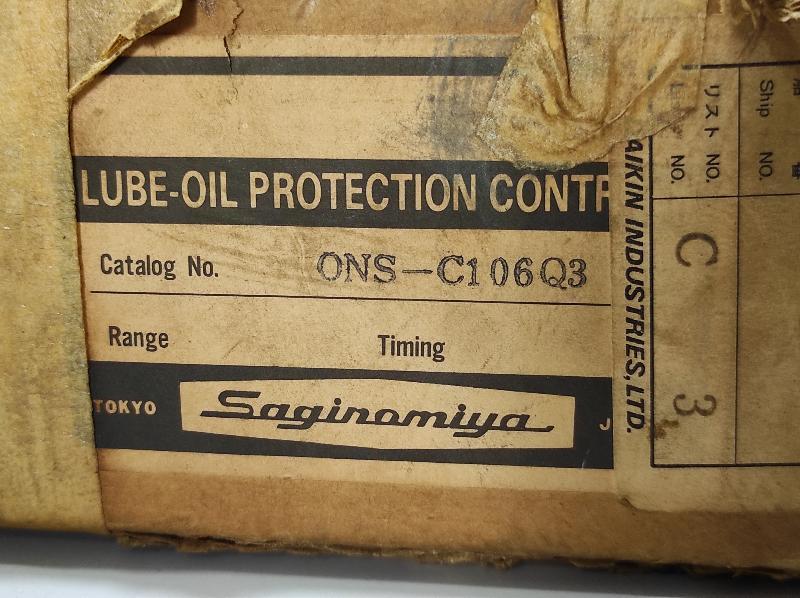 LUBE-OIL PROTECTION CONTR
Catalog No. ONS-C106Q3
Range Timing
TOKYO Saginomiya J
AIKIN INDUSTRIES, LTD.
Ship NO.
リスト NO.
NO.
C 3